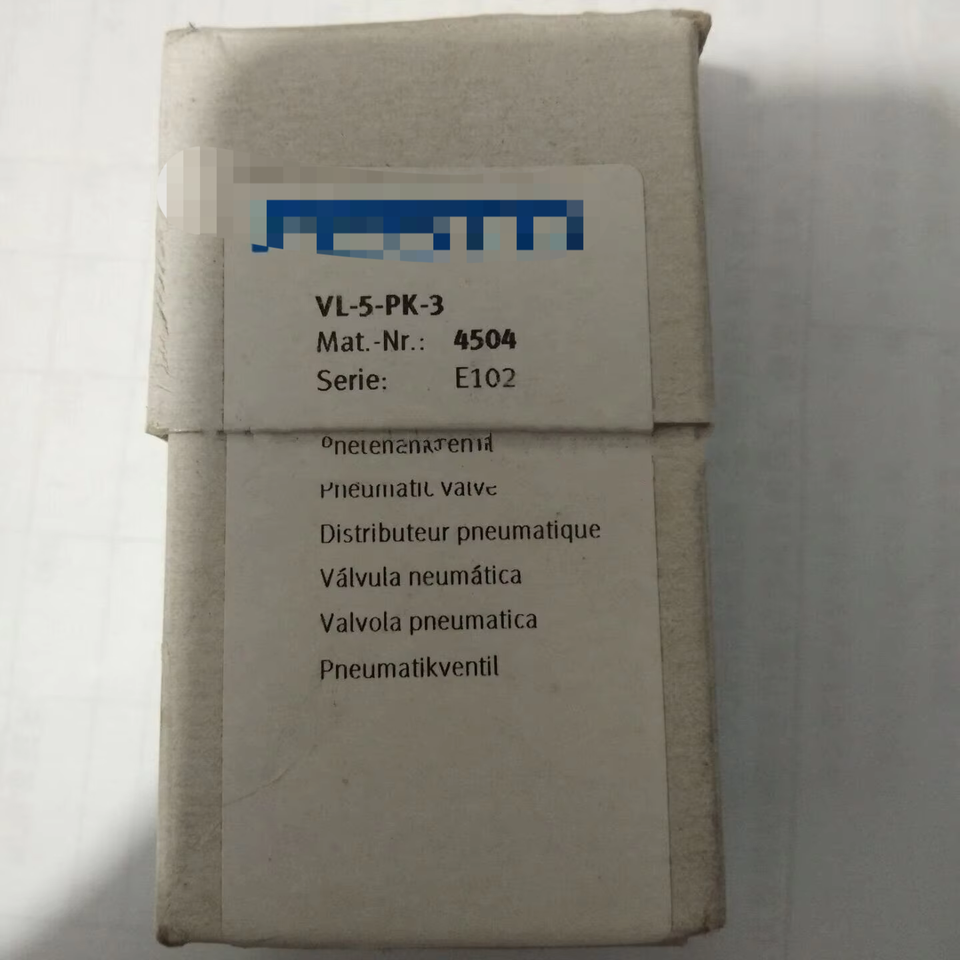 VL-5-PK-3
Mat.-Nr.: 4504
Serie: E102
Pneumatic valve
Distributeur pneumatique
Válvula neumática
Valvola pneumatica
Pneumatikventil